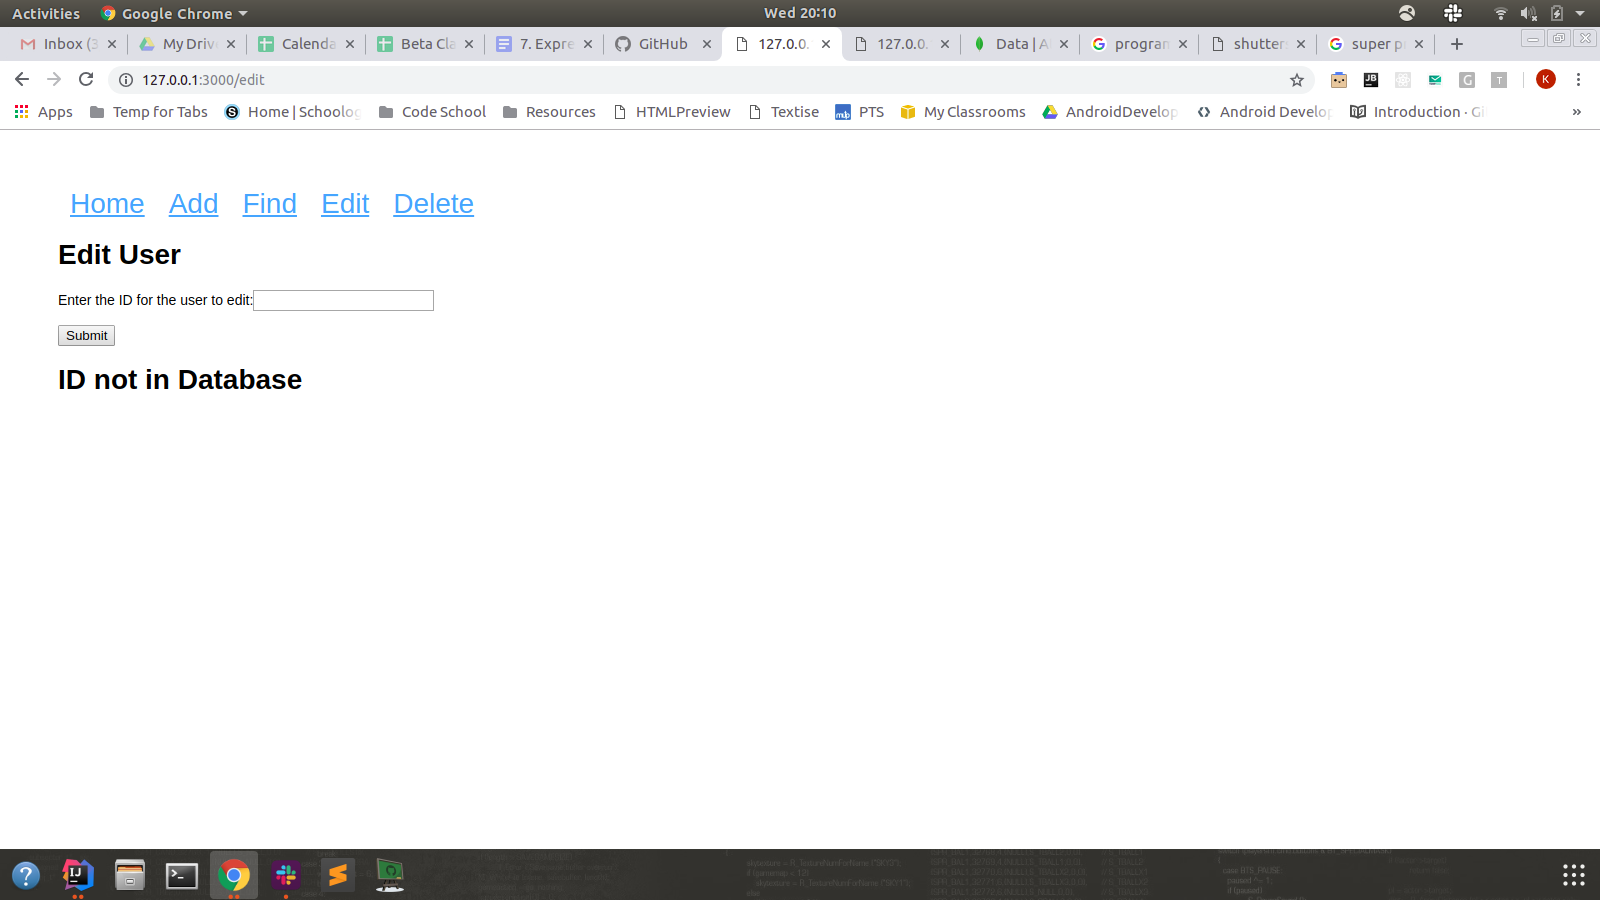 Activities Google Chrome Wed 20:10
Inbox (3 My Driv Calenda Beta Cla 7. Expre GitHub 127.0.0. 127.0.0. Data | A program shutter super p
127.0.0.1:3000/edit K
Apps Temp for Tabs Home | Schoolog Code School Resources HTMLPreview Textise PTS My Classrooms AndroidDevelop Android Develop Introduction · Gi »
Home Add Find Edit Delete
Edit User
Enter the ID for the user to edit:
Submit
ID not in Database